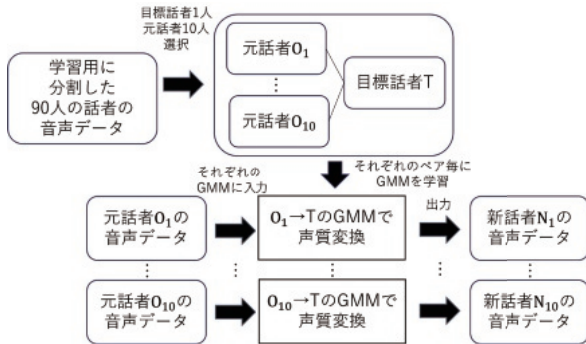 目標話者1人
元話者10人
選択
学習用に
分割した
90人の話者の
音声データ
元話者O₁
⋮
元話者O₁₀
目標話者T
それぞれの
GMMに入力
それぞれのペア毎に
GMMを学習
出力
元話者O₁の
音声データ
O₁→TのGMMで
声質変換
新話者N₁の
音声データ
⋮ ⋮ ⋮ ⋮ ⋮
元話者O₁₀の
音声データ
O₁₀→TのGMMで
声質変換
新話者N₁₀の
音声データ